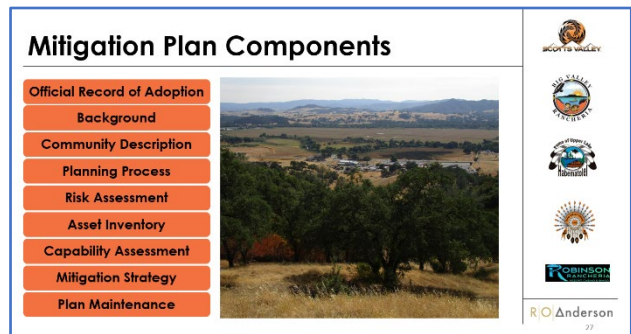 Mitigation Plan Components
Official Record of Adoption
Background
Community Description
Planning Process
Risk Assessment
Asset Inventory
Capability Assessment
Mitigation Strategy
Plan Maintenance
SCOTTS VALLEY
BIG VALLEY
RANCHERIA
Habematolel
ROBINSON
RANCHERIA
R|O|Anderson
27